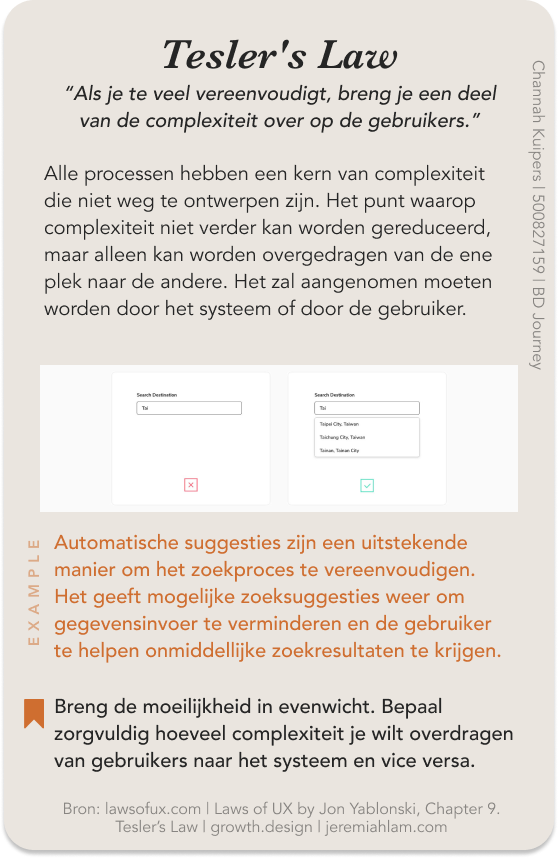 Tesler's Law
“Als je te veel vereenvoudigt, breng je een deel
van de complexiteit over op de gebruikers.”
Channah Kuipers | 500827159 | BD Journey
Alle processen hebben een kern van complexiteit
die niet weg te ontwerpen zijn. Het punt waarop
complexiteit niet verder kan worden gereduceerd,
maar alleen kan worden overgedragen van de ene
plek naar de andere. Het zal aangenomen moeten
worden door het systeem of door de gebruiker.
Search Destination
Tai
Search Destination
Tai
Taipei City, Taiwan
Taichung City, Taiwan
Tainan, Tainan City
EXAMPLE
Automatische suggesties zijn een uitstekende
manier om het zoekproces te vereenvoudigen.
Het geeft mogelijke zoeksuggesties weer om
gegevensinvoer te verminderen en de gebruiker
te helpen onmiddellijke zoekresultaten te krijgen.
Breng de moeilijkheid in evenwicht. Bepaal
zorgvuldig hoeveel complexiteit je wilt overdragen
van gebruikers naar het systeem en vice versa.
Bron: lawsofux.com | Laws of UX by Jon Yablonski, Chapter 9.
Tesler’s Law | growth.design | jeremiahlam.com